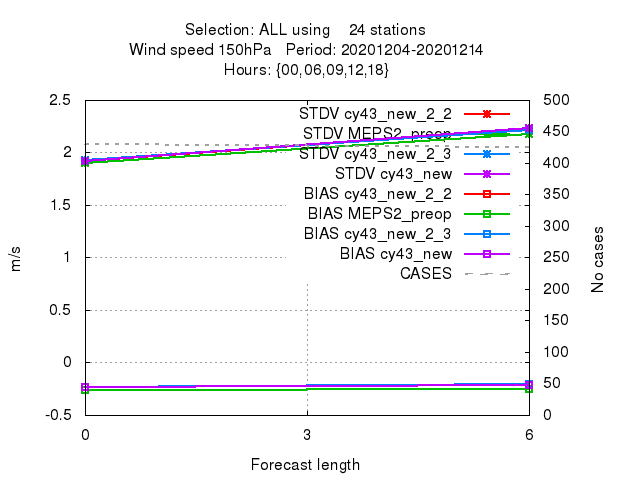 Selection: ALL using    24 stations
Wind speed 150hPa   Period: 20201204-20201214
Hours: {00,06,09,12,18}
2.5
2
1.5
1
0.5
0
-0.5
m/s
500
450
400
350
300
250
200
150
100
50
0
No cases
STDV cy43_new_2_2
STDV MEPS2_preop
STDV cy43_new_2_3
STDV cy43_new
BIAS cy43_new_2_2
BIAS MEPS2_preop
BIAS cy43_new_2_3
BIAS cy43_new
CASES
0 3 6
Forecast length